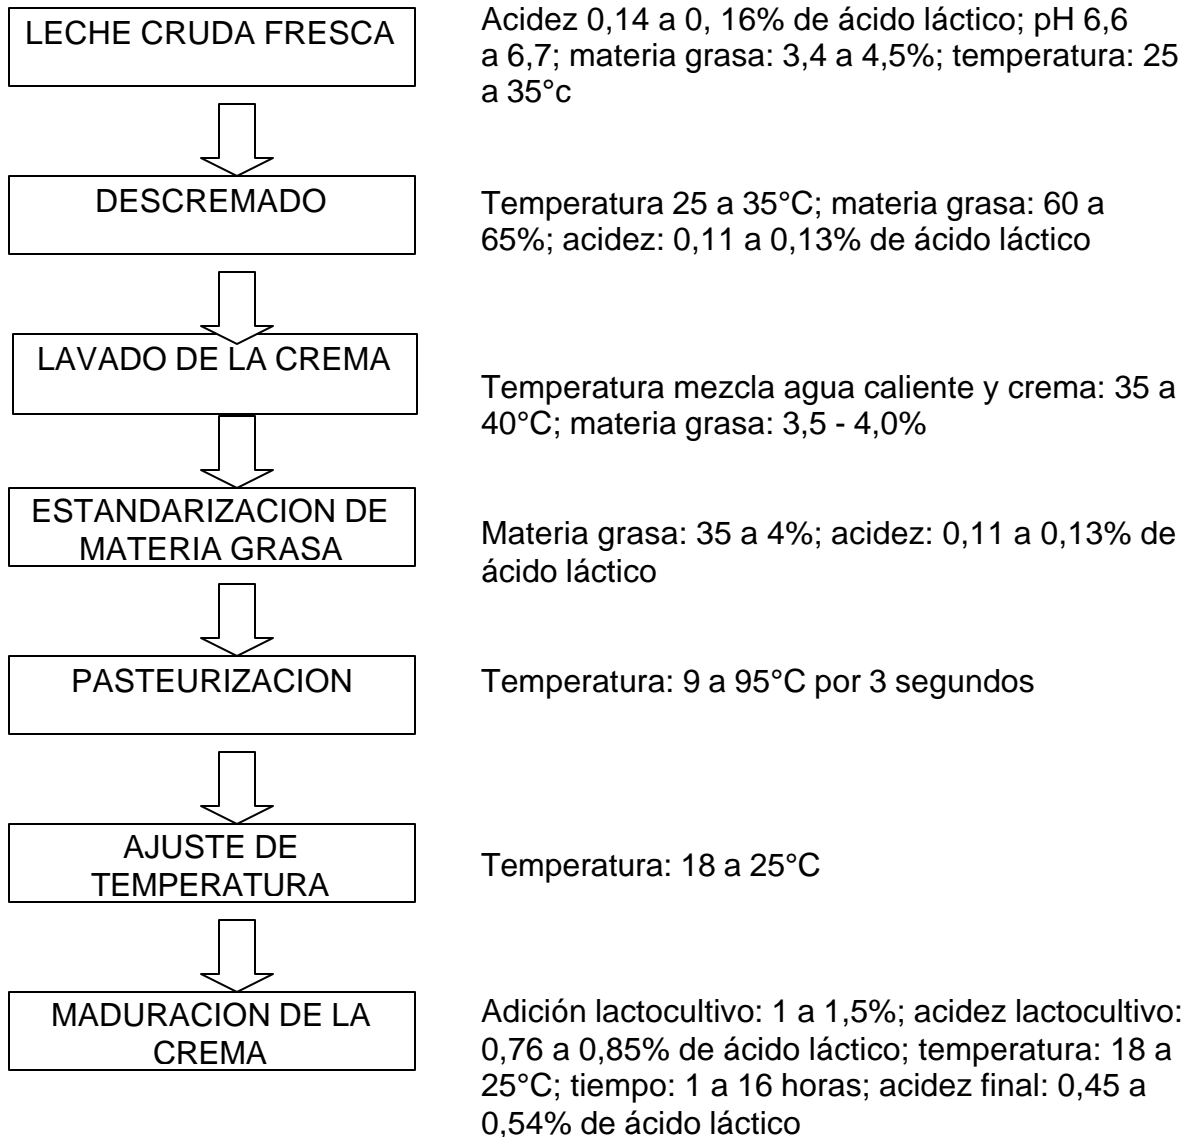 LECHE CRUDA FRESCA
Acidez 0,14 a 0, 16% de ácido láctico; pH 6,6
a 6,7; materia grasa: 3,4 a 4,5%; temperatura: 25
a 35°c
DESCREMADO
Temperatura 25 a 35°C; materia grasa: 60 a
65%; acidez: 0,11 a 0,13% de ácido láctico
LAVADO DE LA CREMA
Temperatura mezcla agua caliente y crema: 35 a
40°C; materia grasa: 3,5 - 4,0%
ESTANDARIZACION DE
MATERIA GRASA
Materia grasa: 35 a 4%; acidez: 0,11 a 0,13% de
ácido láctico
PASTEURIZACION
Temperatura: 9 a 95°C por 3 segundos
AJUSTE DE
TEMPERATURA
Temperatura: 18 a 25°C
MADURACION DE LA
CREMA
Adición lactocultivo: 1 a 1,5%; acidez lactocultivo:
0,76 a 0,85% de ácido láctico; temperatura: 18 a
25°C; tiempo: 1 a 16 horas; acidez final: 0,45 a
0,54% de ácido láctico